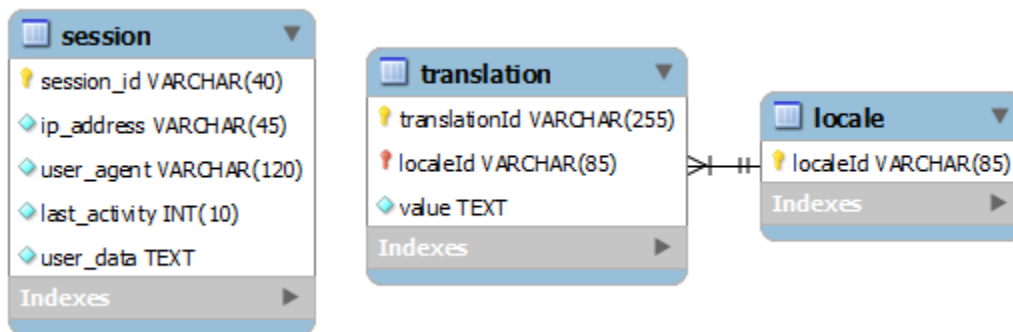 session
session_id VARCHAR(40)
ip_address VARCHAR(45)
user_agent VARCHAR(120)
last_activity INT(10)
user_data TEXT
Indexes
translation
translationId VARCHAR(255)
localeId VARCHAR(85)
value TEXT
Indexes
locale
localeId VARCHAR(85)
Indexes